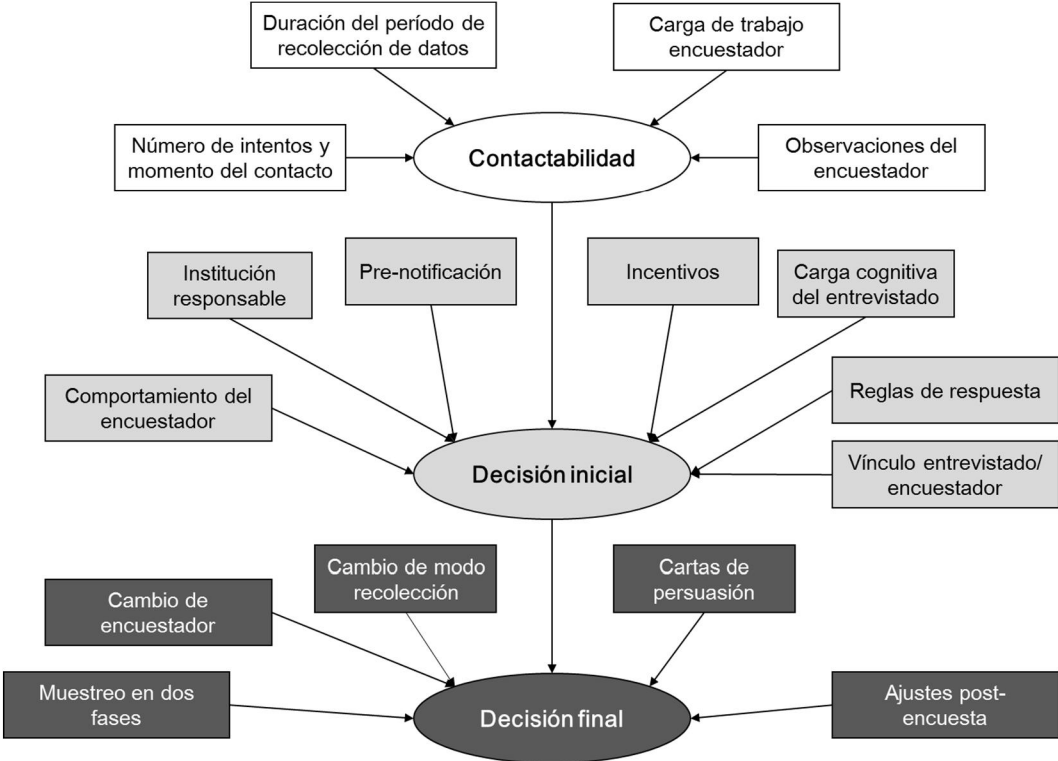 Duración del período de
recolección de datos
Carga de trabajo
encuestador
Número de intentos y
momento del contacto
Contactabilidad
Observaciones del
encuestador
Institución
responsable
Pre-notificación
Incentivos
Carga cognitiva
del entrevistado
Comportamiento del
encuestador
Reglas de respuesta
Decisión inicial
Vínculo entrevistado/
encuestador
Cambio de modo
recolección
Cartas de
persuasión
Cambio de
encuestador
Muestreo en dos
fases
Decisión final
Ajustes post-
encuesta